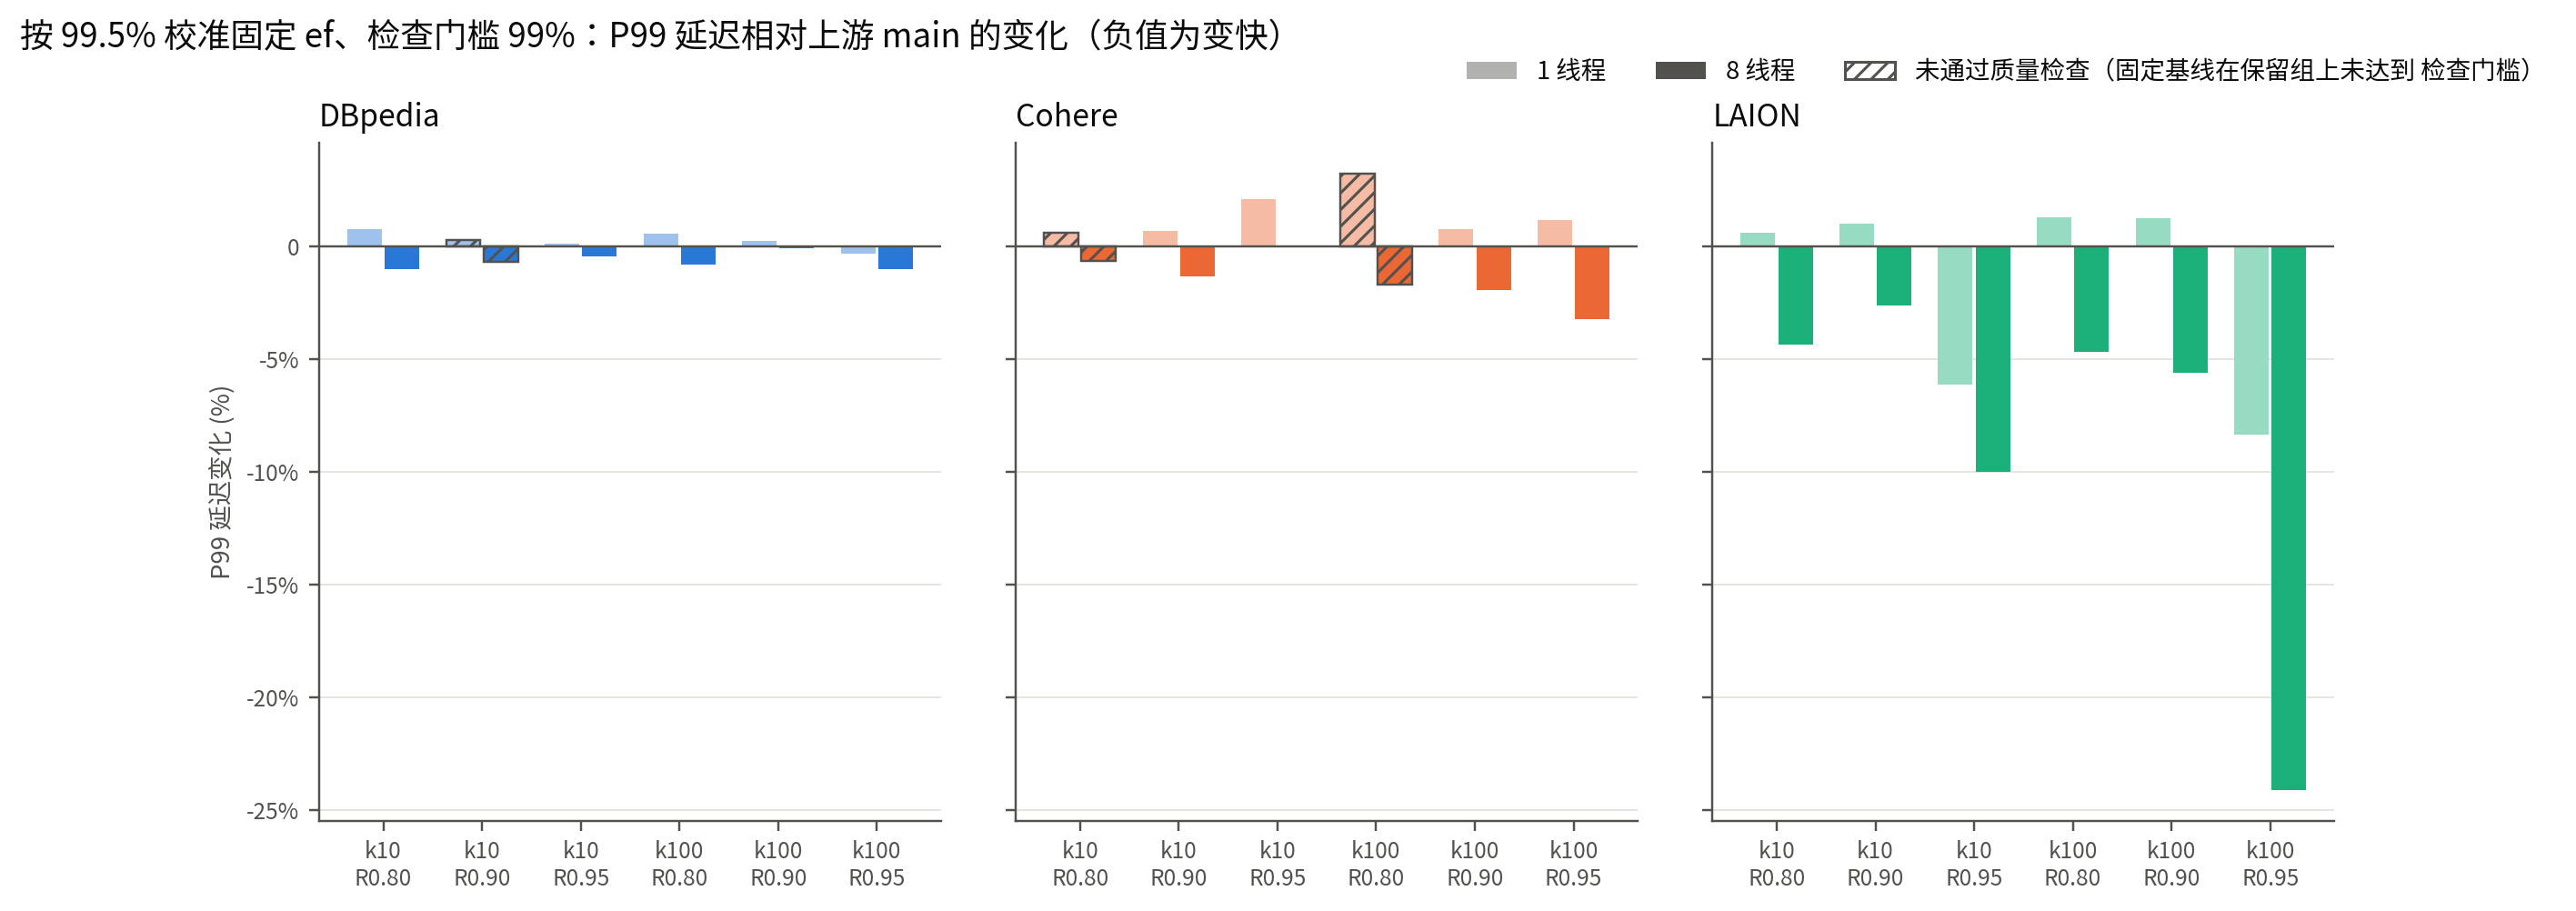 按 99.5% 校准固定 ef、检查门槛 99%：P99 延迟相对上游 main 的变化（负值为变快）
1 线程
8 线程
未通过质量检查（固定基线在保留组上未达到 检查门槛）
DBpedia
Cohere
LAION
P99 延迟变化 (%)
0
-5%
-10%
-15%
-20%
-25%
k10 k10 k10 k100 k100 k100
R0.80 R0.90 R0.95 R0.80 R0.90 R0.95
k10 k10 k10 k100 k100 k100
R0.80 R0.90 R0.95 R0.80 R0.90 R0.95
k10 k10 k10 k100 k100 k100
R0.80 R0.90 R0.95 R0.80 R0.90 R0.95